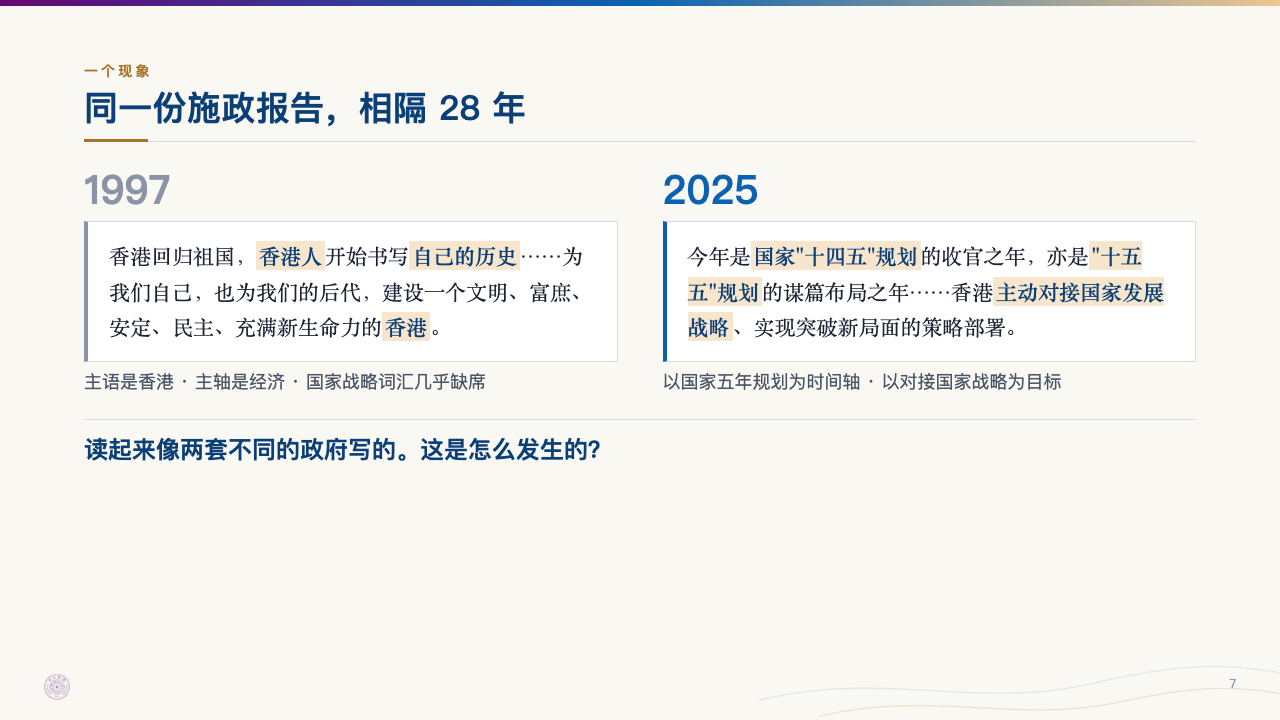 一个现象
同一份施政报告，相隔 28 年
1997
香港回归祖国，香港人开始书写自己的历史……为
我们自己，也为我们的后代，建设一个文明、富庶、
安定、民主、充满新生命力的香港。
主语是香港 · 主轴是经济 · 国家战略词汇几乎缺席
2025
今年是国家"十四五"规划的收官之年，亦是"十五
五"规划的谋篇布局之年……香港主动对接国家发展
战略、实现突破新局面的策略部署。
以国家五年规划为时间轴 · 以对接国家战略为目标
读起来像两套不同的政府写的。这是怎么发生的?
7